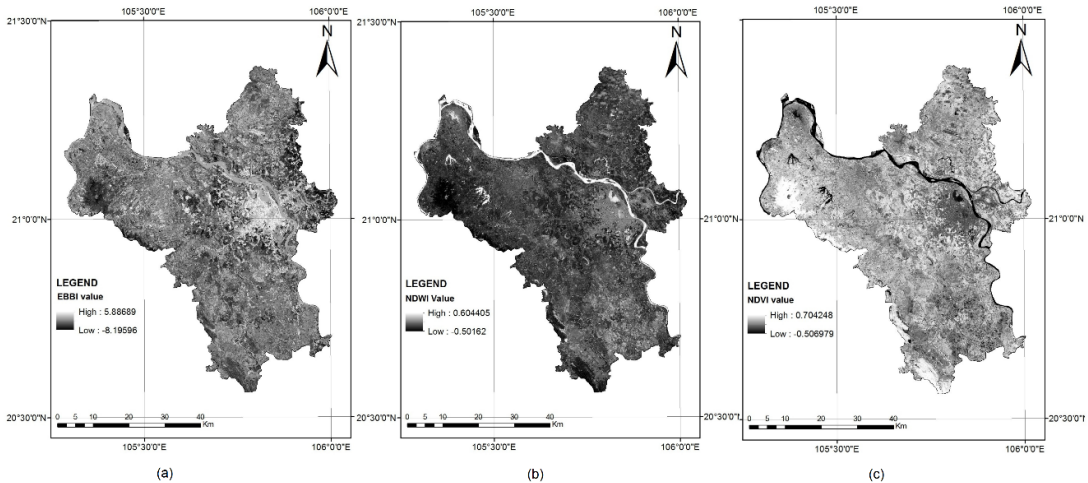 105°30'0"E 106°0'0"E
21°30'0"N
N
21°0'0"N
LEGEND
EBBI value
High : 5.88689
Low : -8.19596
20°30'0"N
0 5 10 20 30 40
Km
105°30'0"E 106°0'0"E
(a)
105°30'0"E 106°0'0"E
21°30'0"N
N
21°0'0"N
LEGEND
NDWI Value
High : 0.604405
Low : -0.50162
20°30'0"N
0 5 10 20 30 40
Km
105°30'0"E 106°0'0"E
(b)
105°30'0"E 106°0'0"E
21°30'0"N
N
21°0'0"N
LEGEND
NDVI value
High : 0.704248
Low : -0.506979
20°30'0"N
0 5 10 20 30 40
Km
105°30'0"E 106°0'0"E
(c)